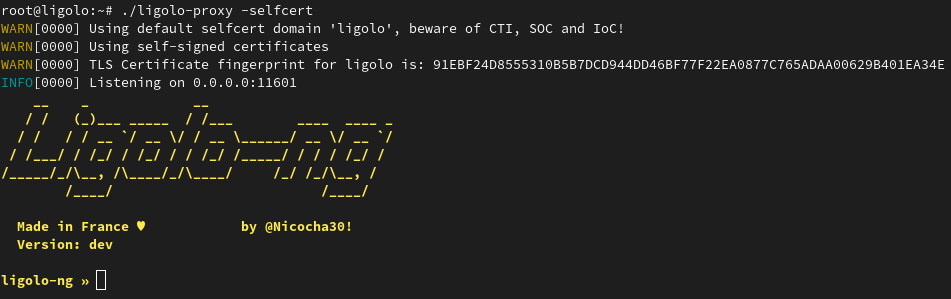 root@ligolo:~# ./ligolo-proxy -selfcert
WARN[0000] Using default selfcert domain 'ligolo', beware of CTI, SOC and IoC!
WARN[0000] Using self-signed certificates
WARN[0000] TLS Certificate fingerprint for ligolo is: 91EBF24D8555310B5B7DCD944DD46BF77F22EA0877C765ADAA00629B401EA34E
INFO[0000] Listening on 0.0.0.0:11601
Ligolo-ng
Made in France ♥ by @Nicocha30!
Version: dev
ligolo-ng »